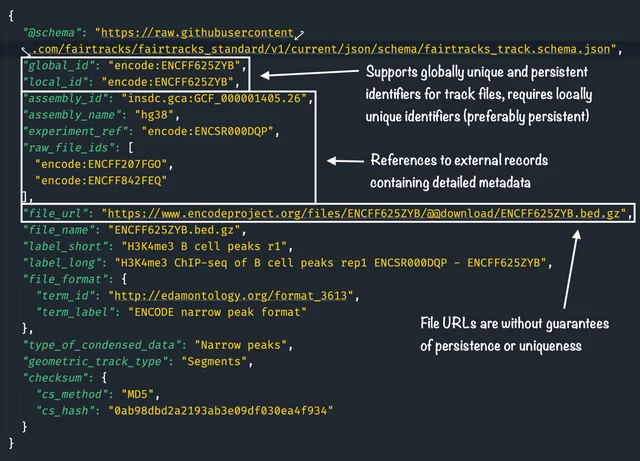 {
"@schema": "https://raw.githubusercontent
.com/fairtracks/fairtracks_standard/v1/current/json/schema/fairtracks_track.schema.json",
"global_id": "encode:ENCFF625ZYB",
"local_id": "encode:ENCFF625ZYB",
"assembly_id": "insdc.gca:GCF_000001405.26",
"assembly_name": "hg38",
"experiment_ref": "encode:ENCSR000DQP",
"raw_file_ids": [
"encode:ENCFF207FGO",
"encode:ENCFF842FEQ"
],
"file_url": "https://www.encodeproject.org/files/ENCFF625ZYB/@@download/ENCFF625ZYB.bed.gz",
"file_name": "ENCFF625ZYB.bed.gz",
"label_short": "H3K4me3 B cell peaks r1",
"label_long": "H3K4me3 ChIP-seq of B cell peaks rep1 ENCSR000DQP - ENCFF625ZYB",
"file_format": {
"term_id": "http://edamontology.org/format_3613",
"term_label": "ENCODE narrow peak format"
},
"type_of_condensed_data": "Narrow peaks",
"geometric_track_type": "Segments",
"checksum": {
"cs_method": "MD5",
"cs_hash": "0ab98dbd2a2193ab3e09df030ea4f934"
}
}
Supports globally unique and persistent
identifiers for track files, requires locally
unique identifiers (preferably persistent)
References to external records
containing detailed metadata
File URLs are without guarantees
of persistence or uniqueness